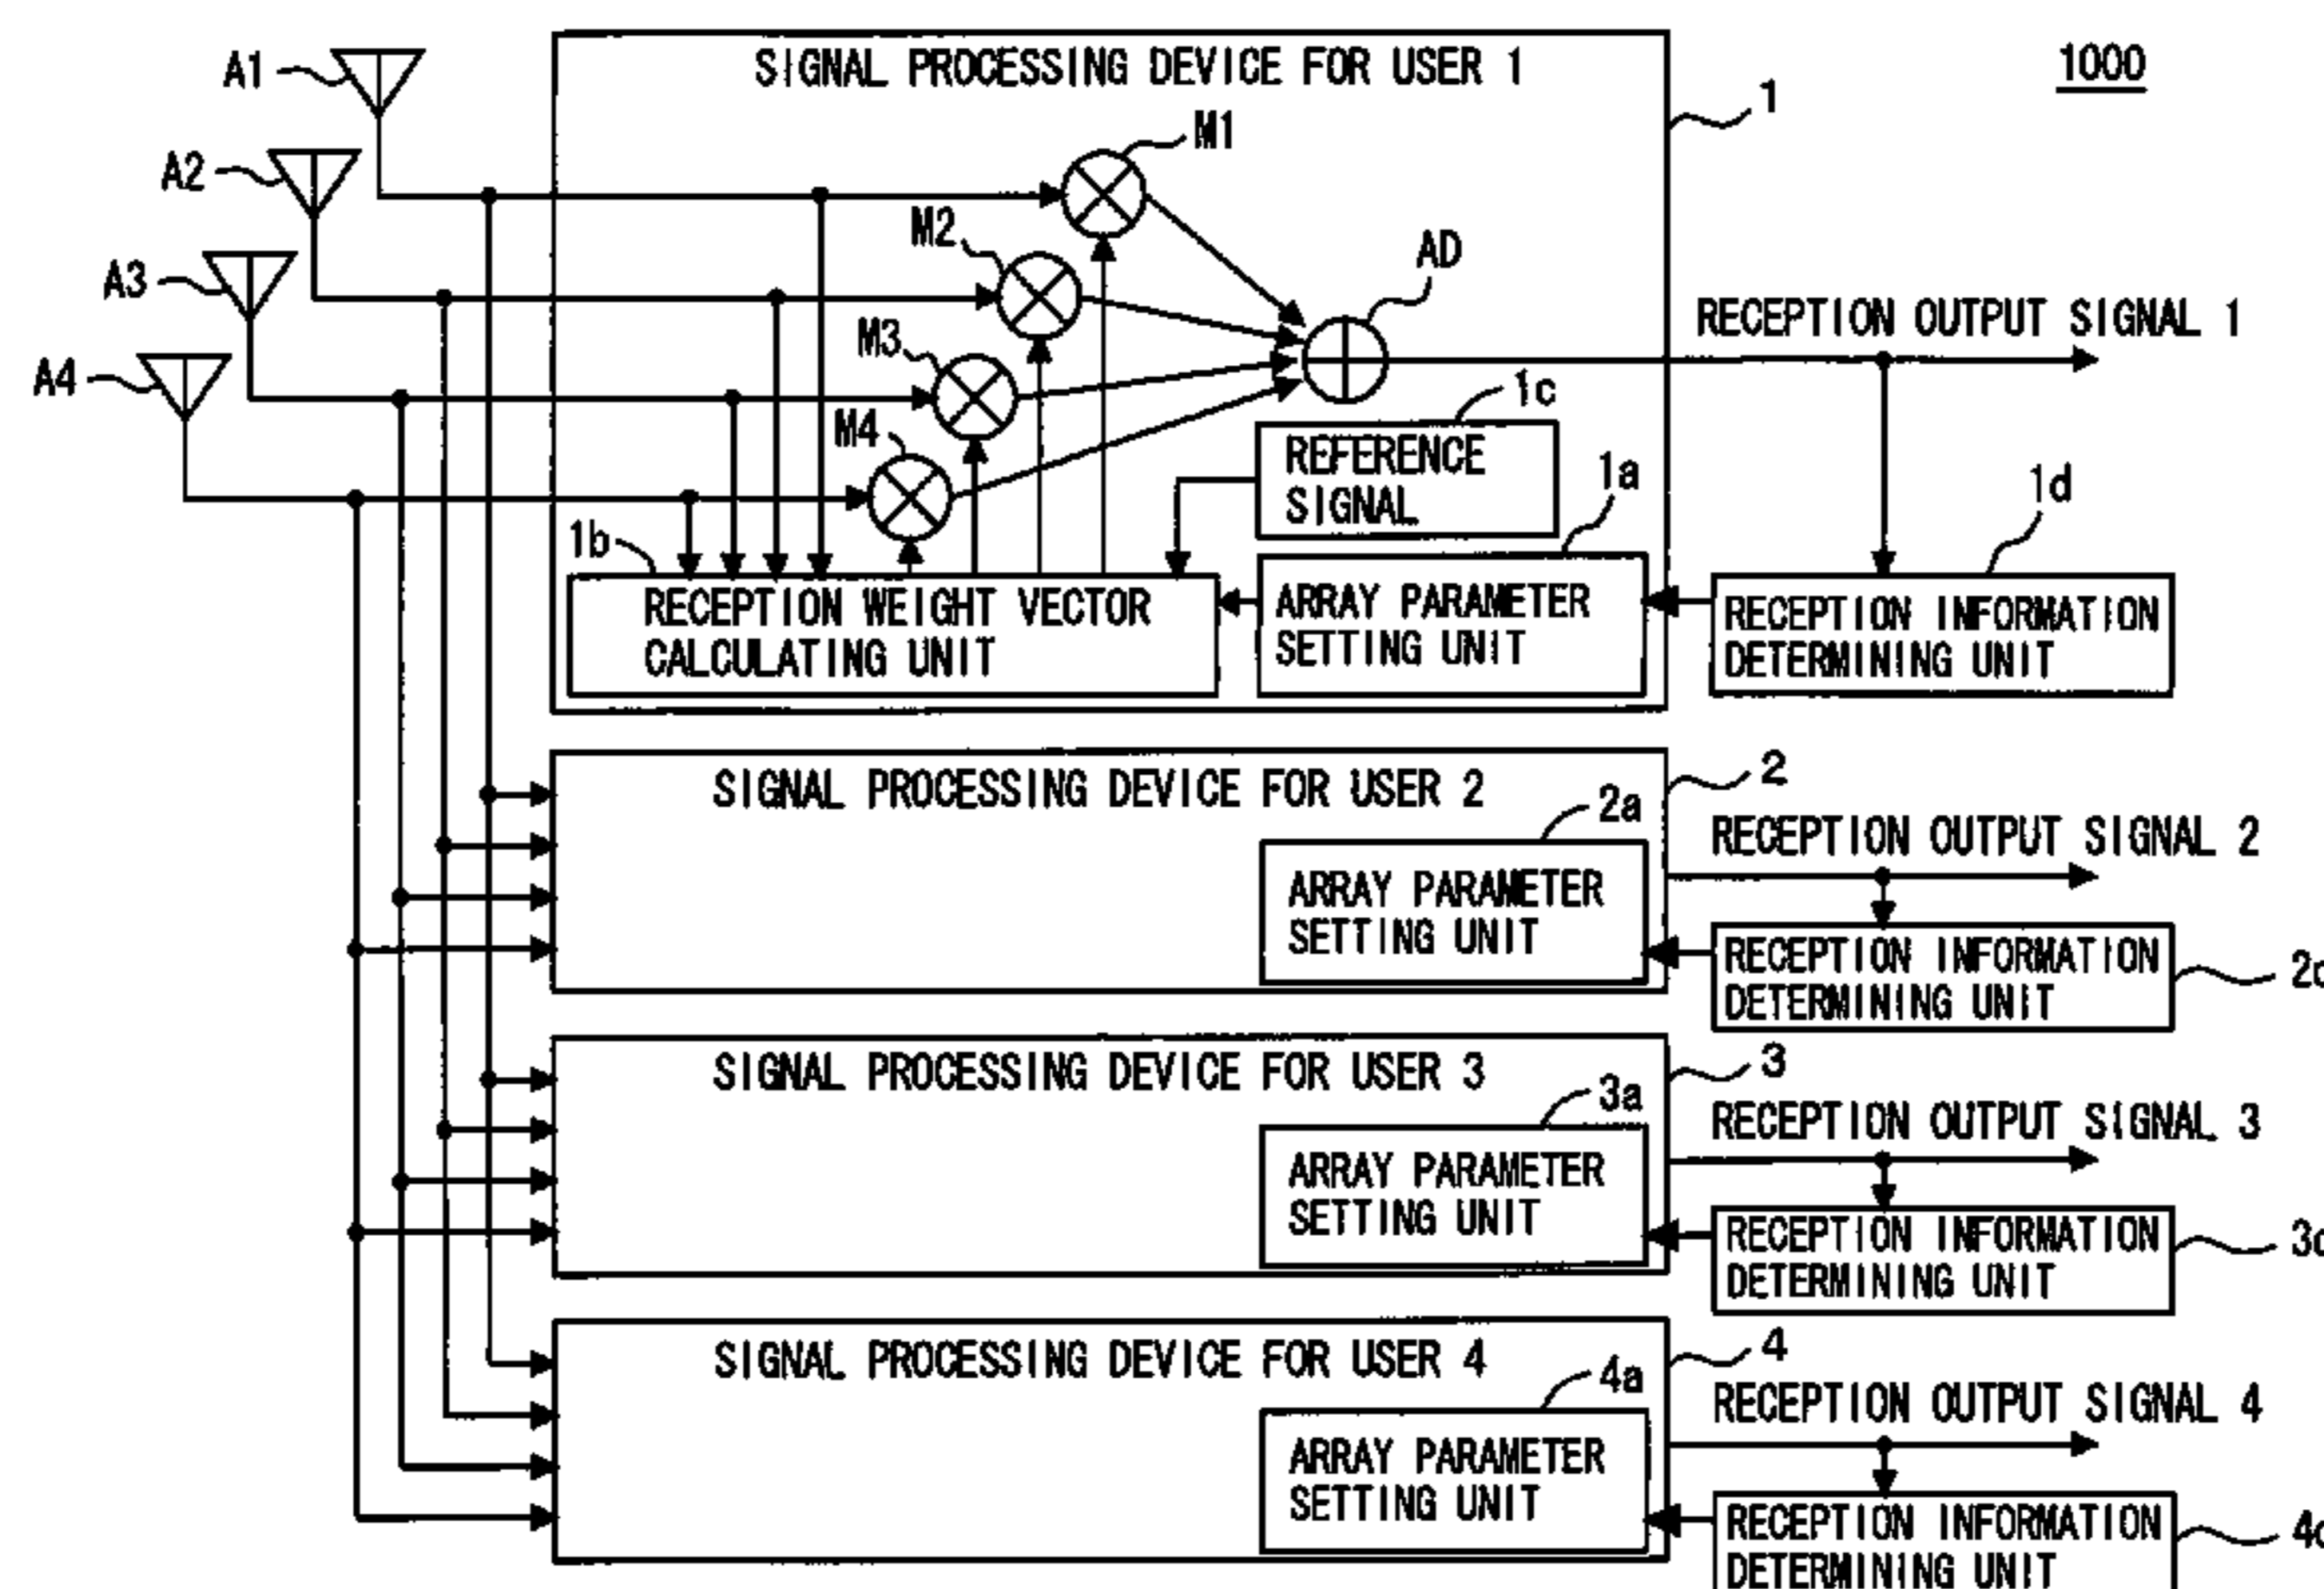 1000
SIGNAL PROCESSING DEVICE FOR USER 1
1
A1
A2
A3
A4
M1
M2
M3
M4
AD
RECEPTION OUTPUT SIGNAL 1
1c
REFERENCE
SIGNAL
1a
1d
1b
RECEPTION WEIGHT VECTOR
CALCULATING UNIT
ARRAY PARAMETER
SETTING UNIT
RECEPTION INFORMATION
DETERMINING UNIT
SIGNAL PROCESSING DEVICE FOR USER 2
2
2a
RECEPTION OUTPUT SIGNAL 2
ARRAY PARAMETER
SETTING UNIT
RECEPTION INFORMATION
DETERMINING UNIT
SIGNAL PROCESSING DEVICE FOR USER 3
3
3a
RECEPTION OUTPUT SIGNAL 3
ARRAY PARAMETER
SETTING UNIT
RECEPTION INFORMATION
DETERMINING UNIT
SIGNAL PROCESSING DEVICE FOR USER 4
4
4a
RECEPTION OUTPUT SIGNAL 4
ARRAY PARAMETER
SETTING UNIT
RECEPTION INFORMATION
DETERMINING UNIT